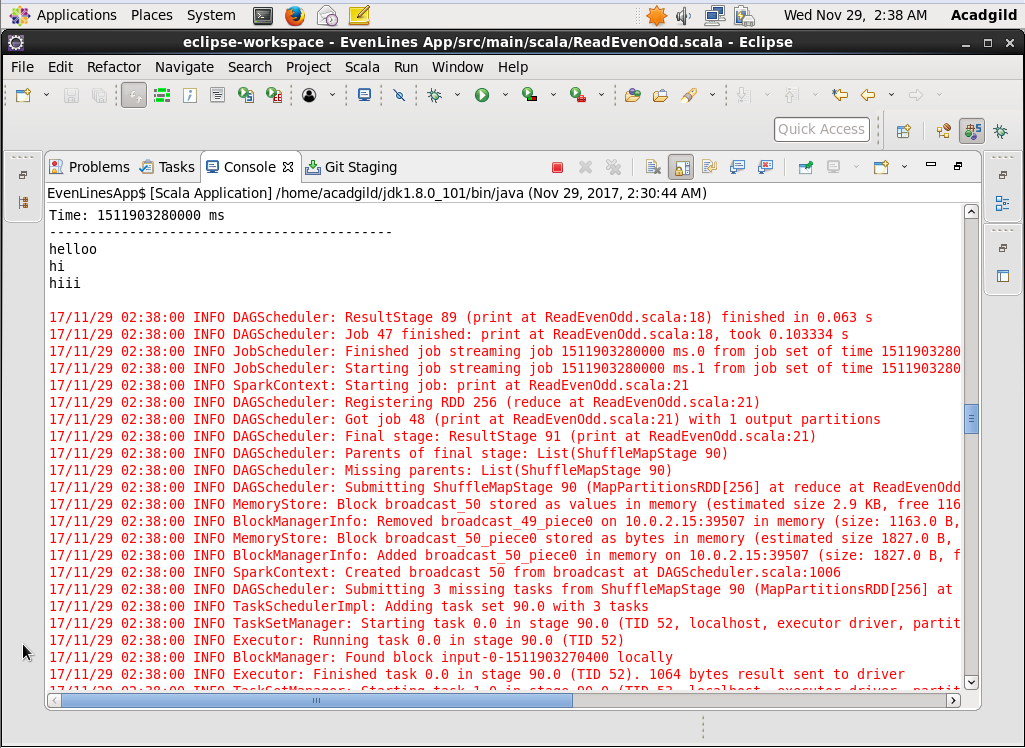 Applications Places System Wed Nov 29, 2:38 AM Acadgild
eclipse-workspace - EvenLines App/src/main/scala/ReadEvenOdd.scala - Eclipse
File Edit Refactor Navigate Search Project Scala Run Window Help
Quick Access
Problems Tasks Console Git Staging
EvenLinesApp$ [Scala Application] /home/acadgild/jdk1.8.0_101/bin/java (Nov 29, 2017, 2:30:44 AM)
Time: 1511903280000 ms
-------------------------------------------
helloo
hi
hiii
17/11/29 02:38:00 INFO DAGScheduler: ResultStage 89 (print at ReadEvenOdd.scala:18) finished in 0.063 s
17/11/29 02:38:00 INFO DAGScheduler: Job 47 finished: print at ReadEvenOdd.scala:18, took 0.103334 s
17/11/29 02:38:00 INFO JobScheduler: Finished job streaming job 1511903280000 ms.0 from job set of time 1511903280
17/11/29 02:38:00 INFO JobScheduler: Starting job streaming job 1511903280000 ms.1 from job set of time 1511903280
17/11/29 02:38:00 INFO SparkContext: Starting job: print at ReadEvenOdd.scala:21
17/11/29 02:38:00 INFO DAGScheduler: Registering RDD 256 (reduce at ReadEvenOdd.scala:21)
17/11/29 02:38:00 INFO DAGScheduler: Got job 48 (print at ReadEvenOdd.scala:21) with 1 output partitions
17/11/29 02:38:00 INFO DAGScheduler: Final stage: ResultStage 91 (print at ReadEvenOdd.scala:21)
17/11/29 02:38:00 INFO DAGScheduler: Parents of final stage: List(ShuffleMapStage 90)
17/11/29 02:38:00 INFO DAGScheduler: Missing parents: List(ShuffleMapStage 90)
17/11/29 02:38:00 INFO DAGScheduler: Submitting ShuffleMapStage 90 (MapPartitionsRDD[256] at reduce at ReadEvenOdd
17/11/29 02:38:00 INFO MemoryStore: Block broadcast_50 stored as values in memory (estimated size 2.9 KB, free 116
17/11/29 02:38:00 INFO BlockManagerInfo: Removed broadcast_49_piece0 on 10.0.2.15:39507 in memory (size: 1163.0 B,
17/11/29 02:38:00 INFO MemoryStore: Block broadcast_50_piece0 stored as bytes in memory (estimated size 1827.0 B,
17/11/29 02:38:00 INFO BlockManagerInfo: Added broadcast_50_piece0 in memory on 10.0.2.15:39507 (size: 1827.0 B, f
17/11/29 02:38:00 INFO SparkContext: Created broadcast 50 from broadcast at DAGScheduler.scala:1006
17/11/29 02:38:00 INFO DAGScheduler: Submitting 3 missing tasks from ShuffleMapStage 90 (MapPartitionsRDD[256] at
17/11/29 02:38:00 INFO TaskSchedulerImpl: Adding task set 90.0 with 3 tasks
17/11/29 02:38:00 INFO TaskSetManager: Starting task 0.0 in stage 90.0 (TID 52, localhost, executor driver, partit
17/11/29 02:38:00 INFO Executor: Running task 0.0 in stage 90.0 (TID 52)
17/11/29 02:38:00 INFO BlockManager: Found block input-0-1511903270400 locally
17/11/29 02:38:00 INFO Executor: Finished task 0.0 in stage 90.0 (TID 52). 1064 bytes result sent to driver
17/11/29 02:38:00 INFO TaskSetManager: Starting task 1.0 in stage 90.0 (TID 53, localhost, executor driver, partit